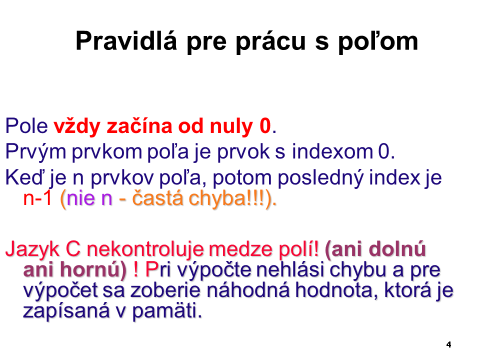 Pravidlá pre prácu s poľom
Pole vždy začína od nuly 0.
Prvým prvkom poľa je prvok s indexom 0.
Keď je n prvkov poľa, potom posledný index je
n-1 (nie n - častá chyba!!!).
Jazyk C nekontroluje medze polí! (ani dolnú
ani hornú) ! Pri výpočte nehlási chybu a pre
výpočet sa zoberie náhodná hodnota, ktorá je
zapísaná v pamäti.
4